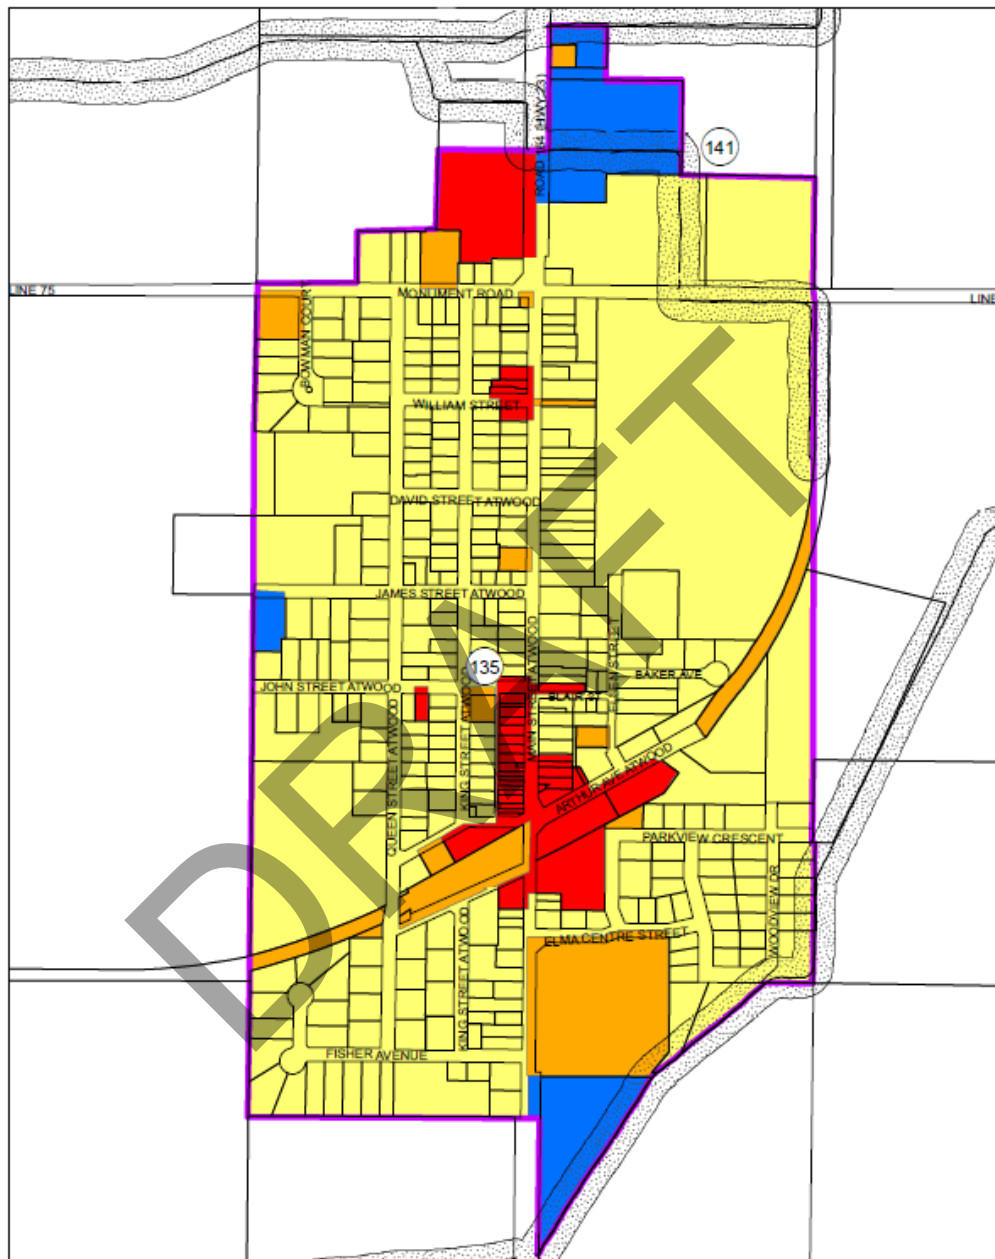 141
ROAD 164 (HWY 23)
LINE 75
LINE
MONUMENT ROAD
BOWMAN COURT
WILLIAM STREET
DAVID STREET ATWOOD
JAMES STREET ATWOOD
MAIN STREET ATWOOD
ELLEN STREET
135
BAKER AVE
JOHN STREET ATWOOD
BLAIR ST
KING STREET ATWOOD
QUEEN STREET ATWOOD
ARTHUR AVE ATWOOD
PARKVIEW CRESCENT
WOODVIEW DR
ELMA CENTRE STREET
KING STREET ATWOOD
FISHER AVENUE
DRAFT